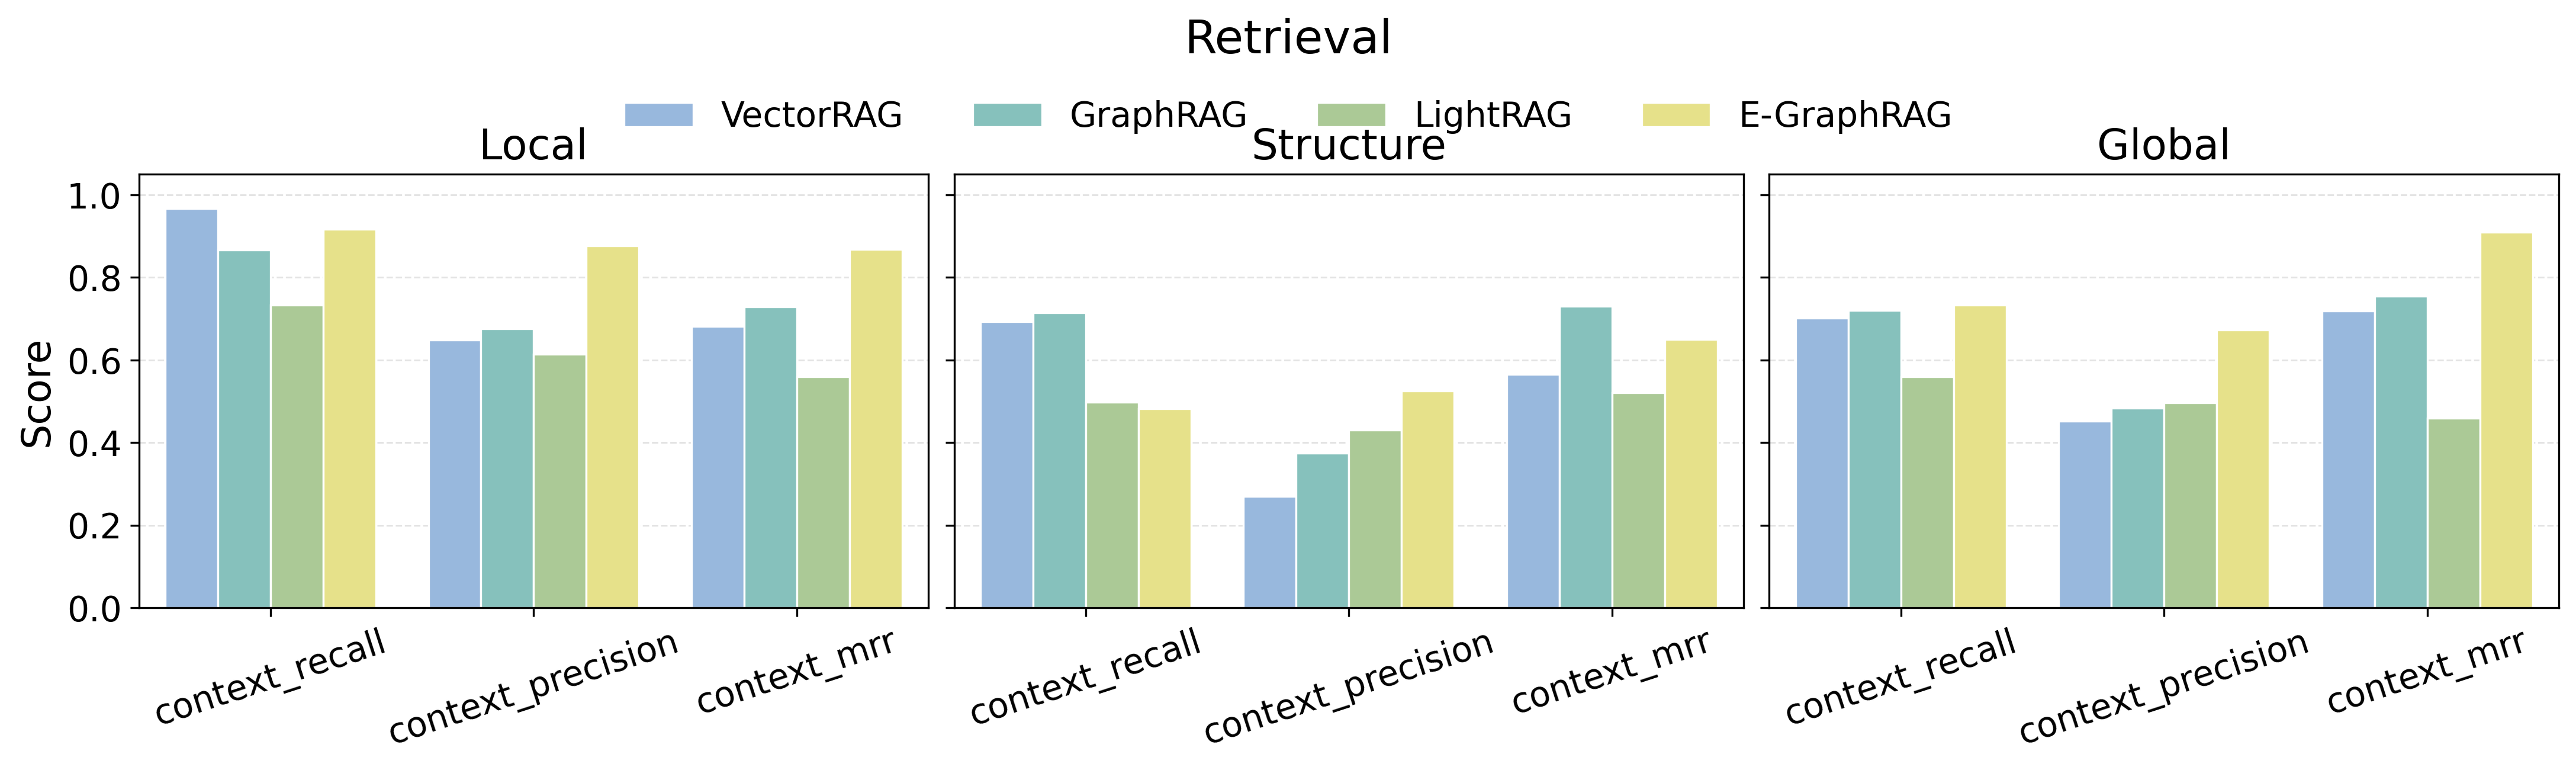 Retrieval
VectorRAG GraphRAG LightRAG E-GraphRAG
Local Structure Global
Score
1.0
0.8
0.6
0.4
0.2
0.0
context_recall context_precision context_mrr context_recall context_precision context_mrr context_recall context_precision context_mrr